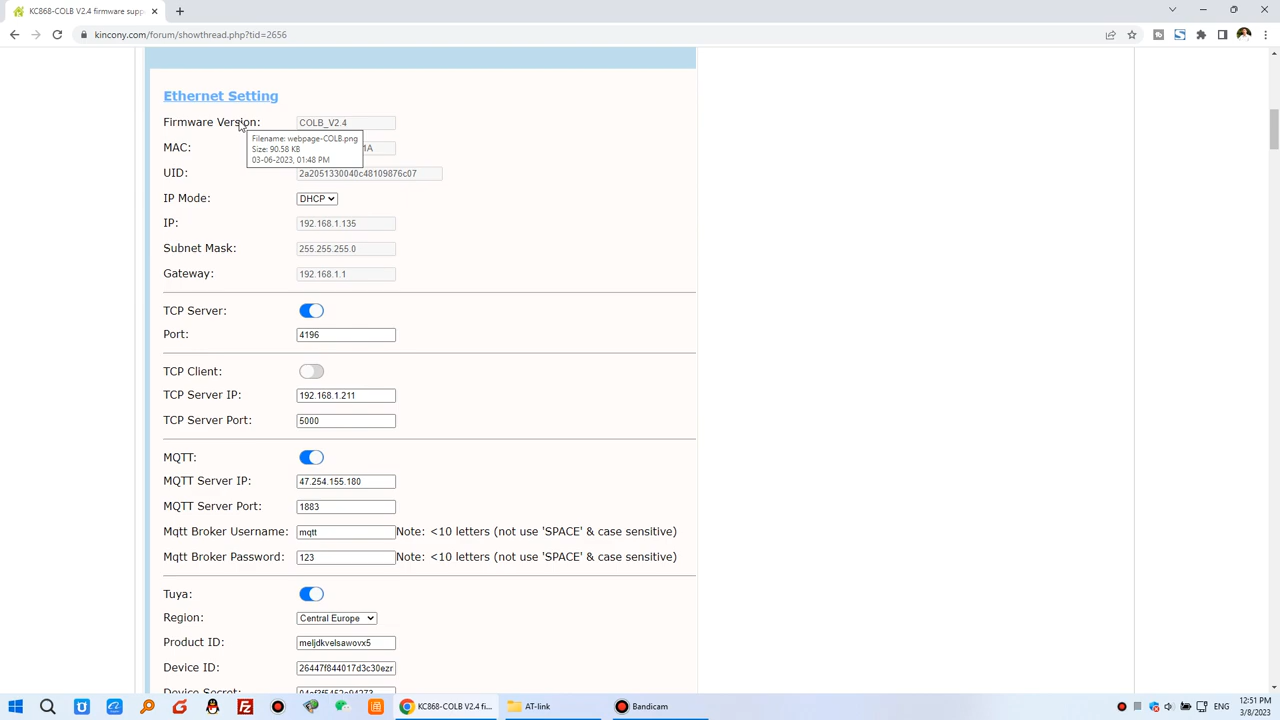 KC868-COLB V2.4 firmware supp
kincony.com/forum/showthread.php?tid=2656
Ethernet Setting
Firmware Version: COLB_V2.4
Filename: webpage-COLB.png
Size: 90.58 KB
03-06-2023, 01:48 PM
MAC:
UID: 2a2051330040c48109876c07
IP Mode: DHCP
IP: 192.168.1.135
Subnet Mask: 255.255.255.0
Gateway: 192.168.1.1
TCP Server:
Port: 4196
TCP Client:
TCP Server IP: 192.168.1.211
TCP Server Port: 5000
MQTT:
MQTT Server IP: 47.254.155.180
MQTT Server Port: 1883
Mqtt Broker Username: mqtt Note: <10 letters (not use 'SPACE' & case sensitive)
Mqtt Broker Password: 123 Note: <10 letters (not use 'SPACE' & case sensitive)
Tuya:
Region: Central Europe
Product ID: meljdkvelsawovx5
Device ID: 26447f844017d3c30ezr
Device Secret:
KC868-COLB V2.4 fi...
AT-link
Bandicam
ENG
12:51 PM
3/8/2023